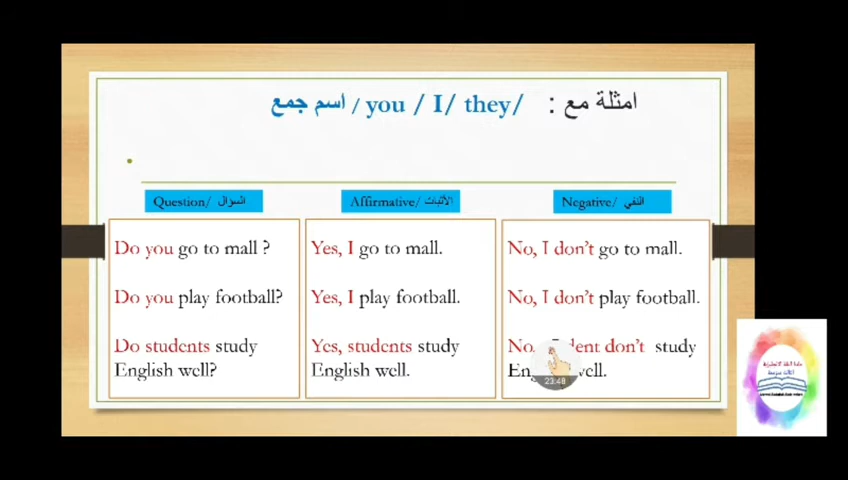 امثلة مع : /you / I/ they / اسم جمع
Question/ السؤال
Affirmative/ الأثبات
Negative/ النفي
Do you go to mall ?
Do you play football?
Do students study
English well?
Yes, I go to mall.
Yes, I play football.
Yes, students study
English well.
No, I don't go to mall.
No, I don't play football.
No, don't study
23:48